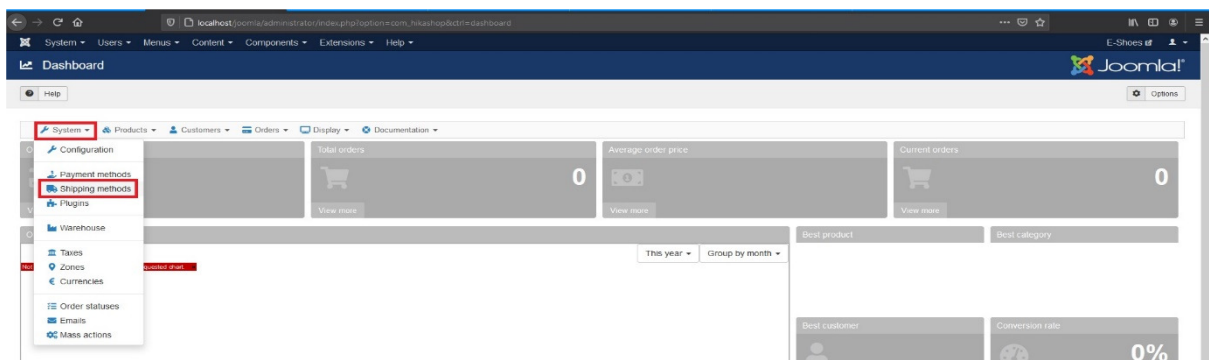 localhost/joomla/administrator/index.php?option=com_hikashop&ctrl=dashboard
System Users Menus Content Components Extensions Help E-Shoes
Dashboard Joomla!
Help Options
System Products Customers Orders Display Documentation
Configuration
Payment methods
Shipping methods
Plugins
Warehouse
Taxes
Zones
Currencies
Order statuses
Emails
Mass actions
Total orders Average order price Current orders
0 0
View more View more View more
This year Group by month Best product Best category
requested chart
Best customer Conversion rate
0%